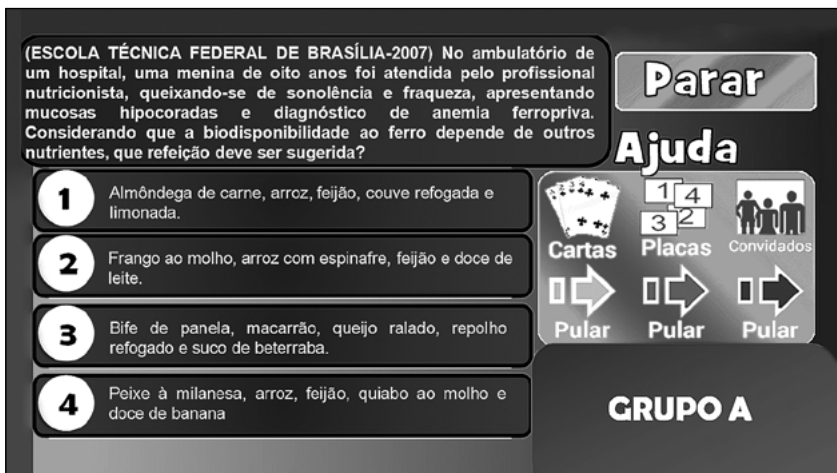 (ESCOLA TÉCNICA FEDERAL DE BRASÍLIA-2007) No ambulatório de
um hospital, uma menina de oito anos foi atendida pelo profissional
nutricionista, queixando-se de sonolência e fraqueza, apresentando
mucosas hipocoradas e diagnóstico de anemia ferropriva.
Considerando que a biodisponibilidade ao ferro depende de outros
nutrientes, que refeição deve ser sugerida?
Parar
Ajuda
1 Almôndega de carne, arroz, feijão, couve refogada e
limonada.
2 Frango ao molho, arroz com espinafre, feijão e doce de
leite.
3 Bife de panela, macarrão, queijo ralado, repolho
refogado e suco de beterraba.
4 Peixe à milanesa, arroz, feijão, quiabo ao molho e
doce de banana
1 4
3 2
Cartas Placas Convidados
Pular Pular Pular
GRUPO A